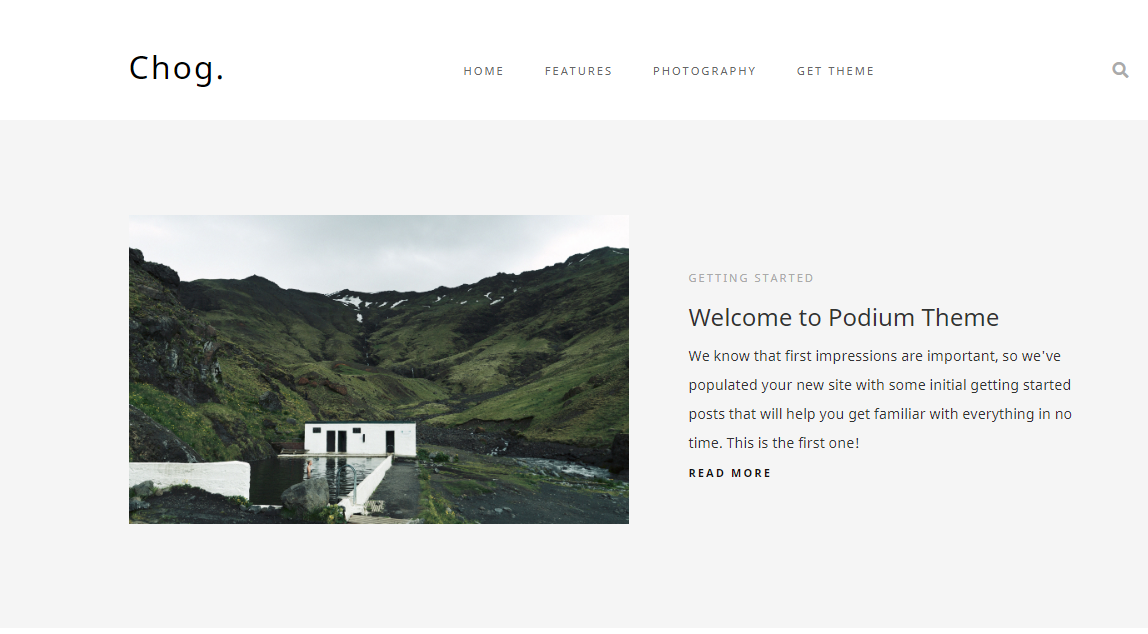 Chog.
HOME FEATURES PHOTOGRAPHY GET THEME
GETTING STARTED
Welcome to Podium Theme
We know that first impressions are important, so we've
populated your new site with some initial getting started
posts that will help you get familiar with everything in no
time. This is the first one!
READ MORE